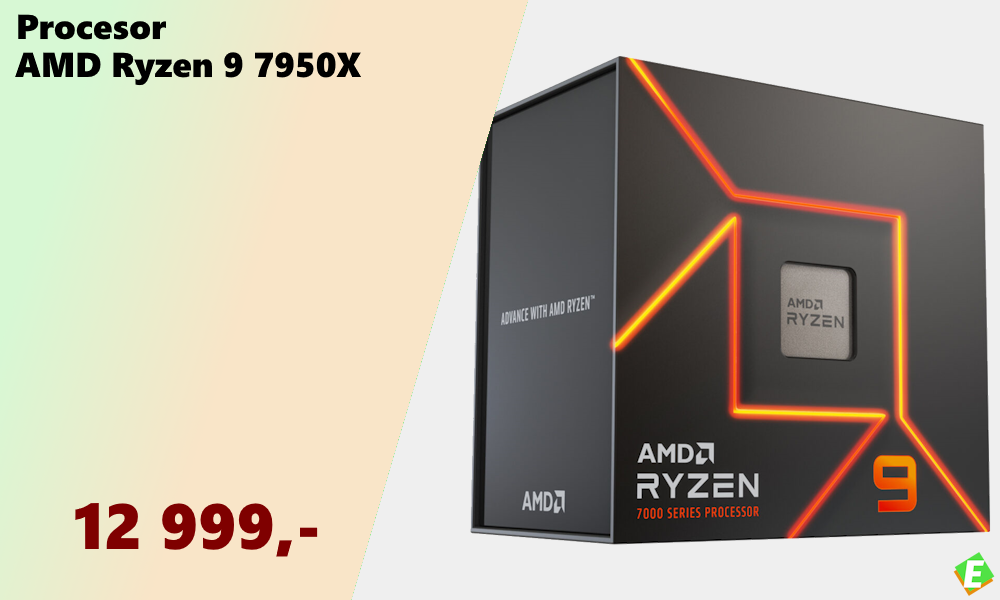 Procesor
AMD Ryzen 9 7950X
ADVANCE WITH AMD RYZEN™
AMD
RYZEN
AMD
RYZEN
9
7000 SERIES PROCESSOR
AMD
12 999,-
E